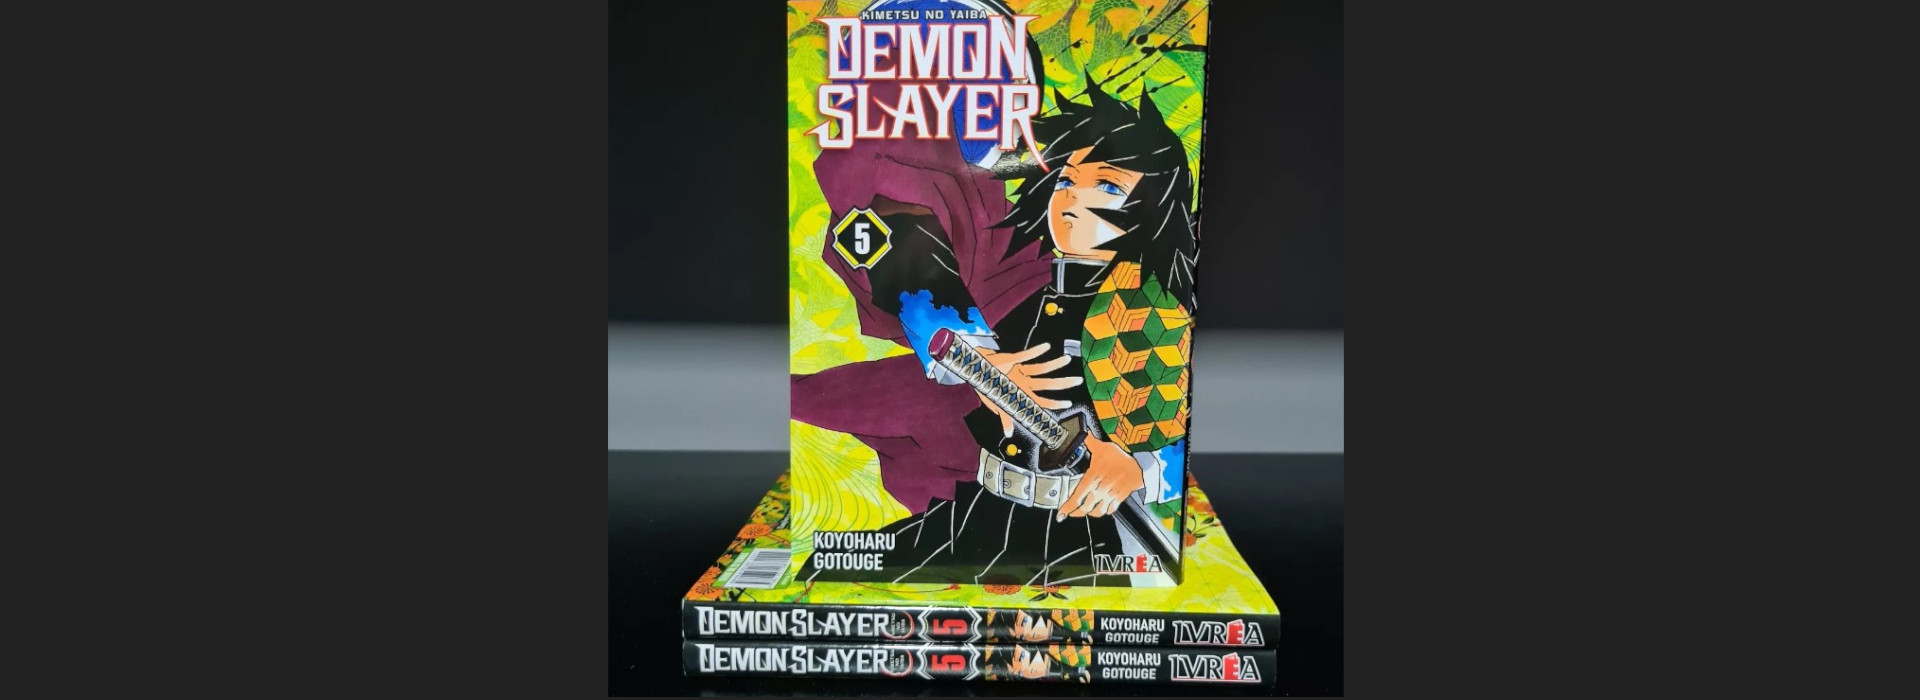 KIMETSU NO YAIBA
DEMON
SLAYER
5
KOYOHARU
GOTOUGE
IVREA
DEMON SLAYER
5
KOYOHARU
GOTOUGE
IVREA
DEMON SLAYER
5
KOYOHARU
GOTOUGE
IVREA